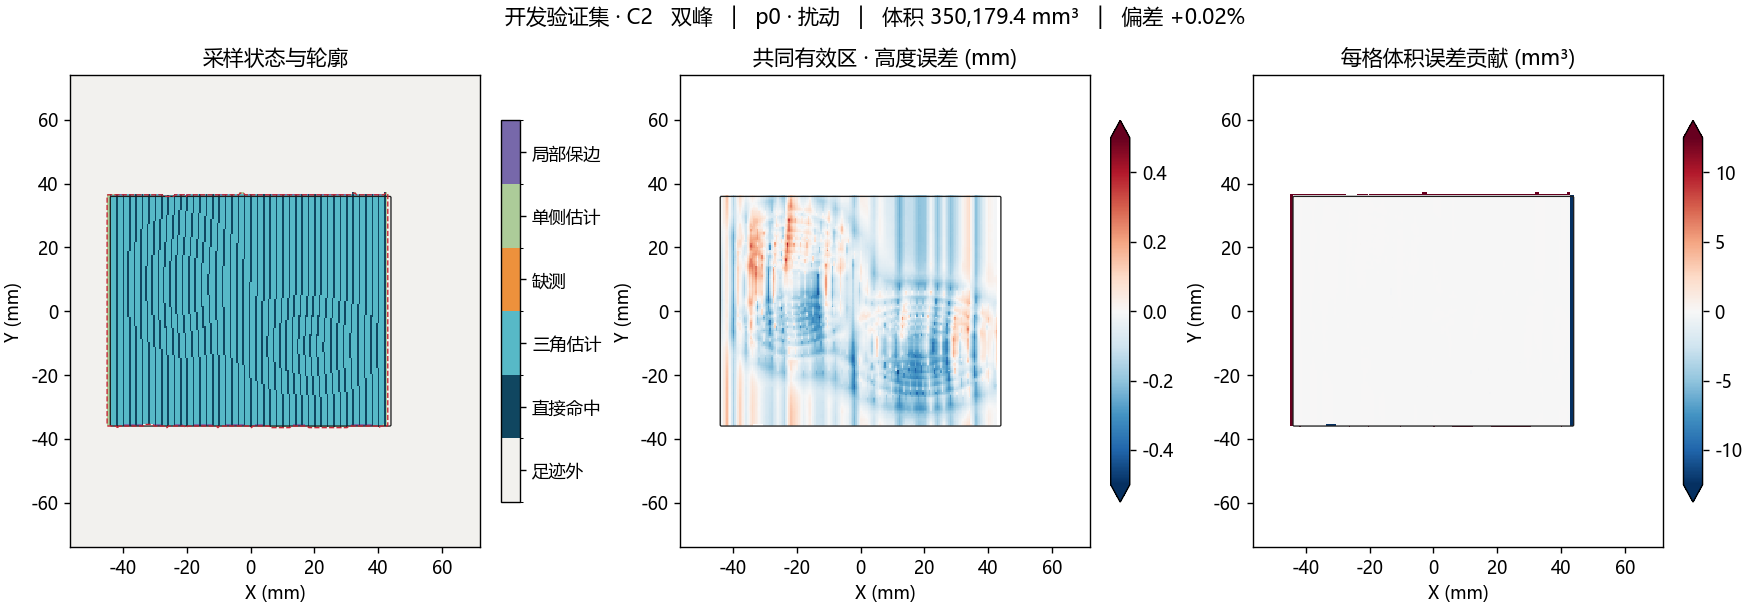 开发验证集 · C2 双峰 | p0 · 扰动 | 体积 350,179.4 mm³ | 偏差 +0.02%
采样状态与轮廓
60
40
20
0
-20
-40
-60
Y (mm)
-40 -20 0 20 40 60
X (mm)
局部保边
单侧估计
缺测
三角估计
直接命中
足迹外
共同有效区 · 高度误差 (mm)
60
40
20
0
-20
-40
-60
Y (mm)
-40 -20 0 20 40 60
X (mm)
0.4
0.2
0.0
-0.2
-0.4
每格体积误差贡献 (mm³)
60
40
20
0
-20
-40
-60
Y (mm)
-40 -20 0 20 40 60
X (mm)
10
5
0
-5
-10